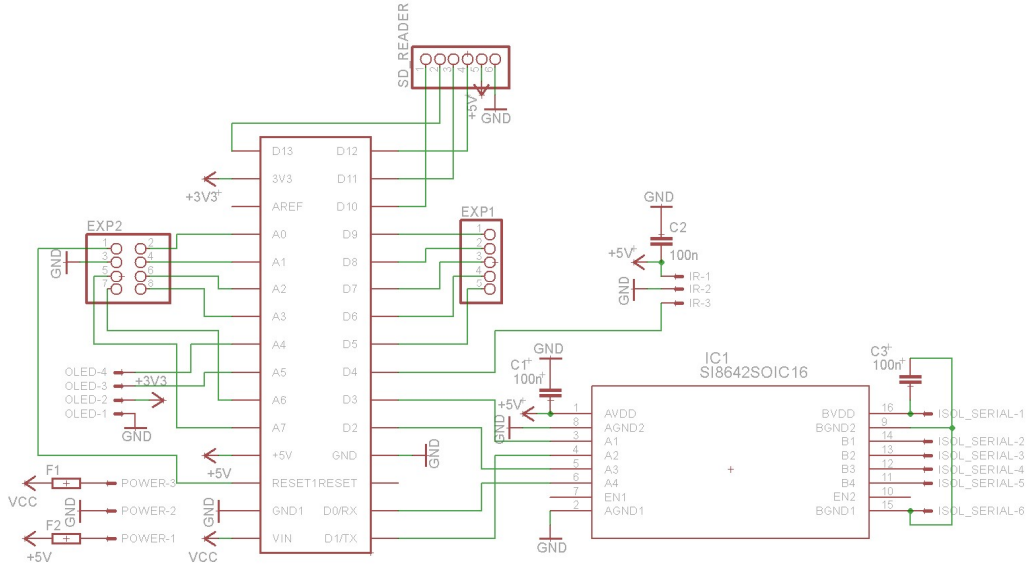 SD_READER
1 2 3 4 5 6
+5V
GND
D13 D12
3V3 D11
+3V3
AREF D10
A0 D9
A1 D8
A2 D7
A3 D6
A4 D5
A5 D4
A6 D3
A7 D2
+5V GND
+5V
GND
RESET1 RESET
GND1 D0/RX
GND
VIN D1/TX
VCC
EXP2
1 2
3 4
5 6
7 8
GND
EXP1
1
2
3
4
5
GND
C2
100n
+5V
GND
IR-1
IR-2
IR-3
OLED-4
OLED-3
+3V3
OLED-2
OLED-1
GND
F1
VCC
POWER-3
GND
POWER-2
F2
+5V
POWER-1
GND
C1
100n
+5V
GND
IC1
SI8642SOIC16
1 AVDD BVDD 16
8 AGND2 BGND2 9
3 A1 B1 14
4 A2 B2 13
5 A3 B3 12
6 A4 B4 11
7 EN1 EN2 10
2 AGND1 BGND1 15
GND
C3
100n
ISOL_SERIAL-1
ISOL_SERIAL-2
ISOL_SERIAL-3
ISOL_SERIAL-4
ISOL_SERIAL-5
ISOL_SERIAL-6